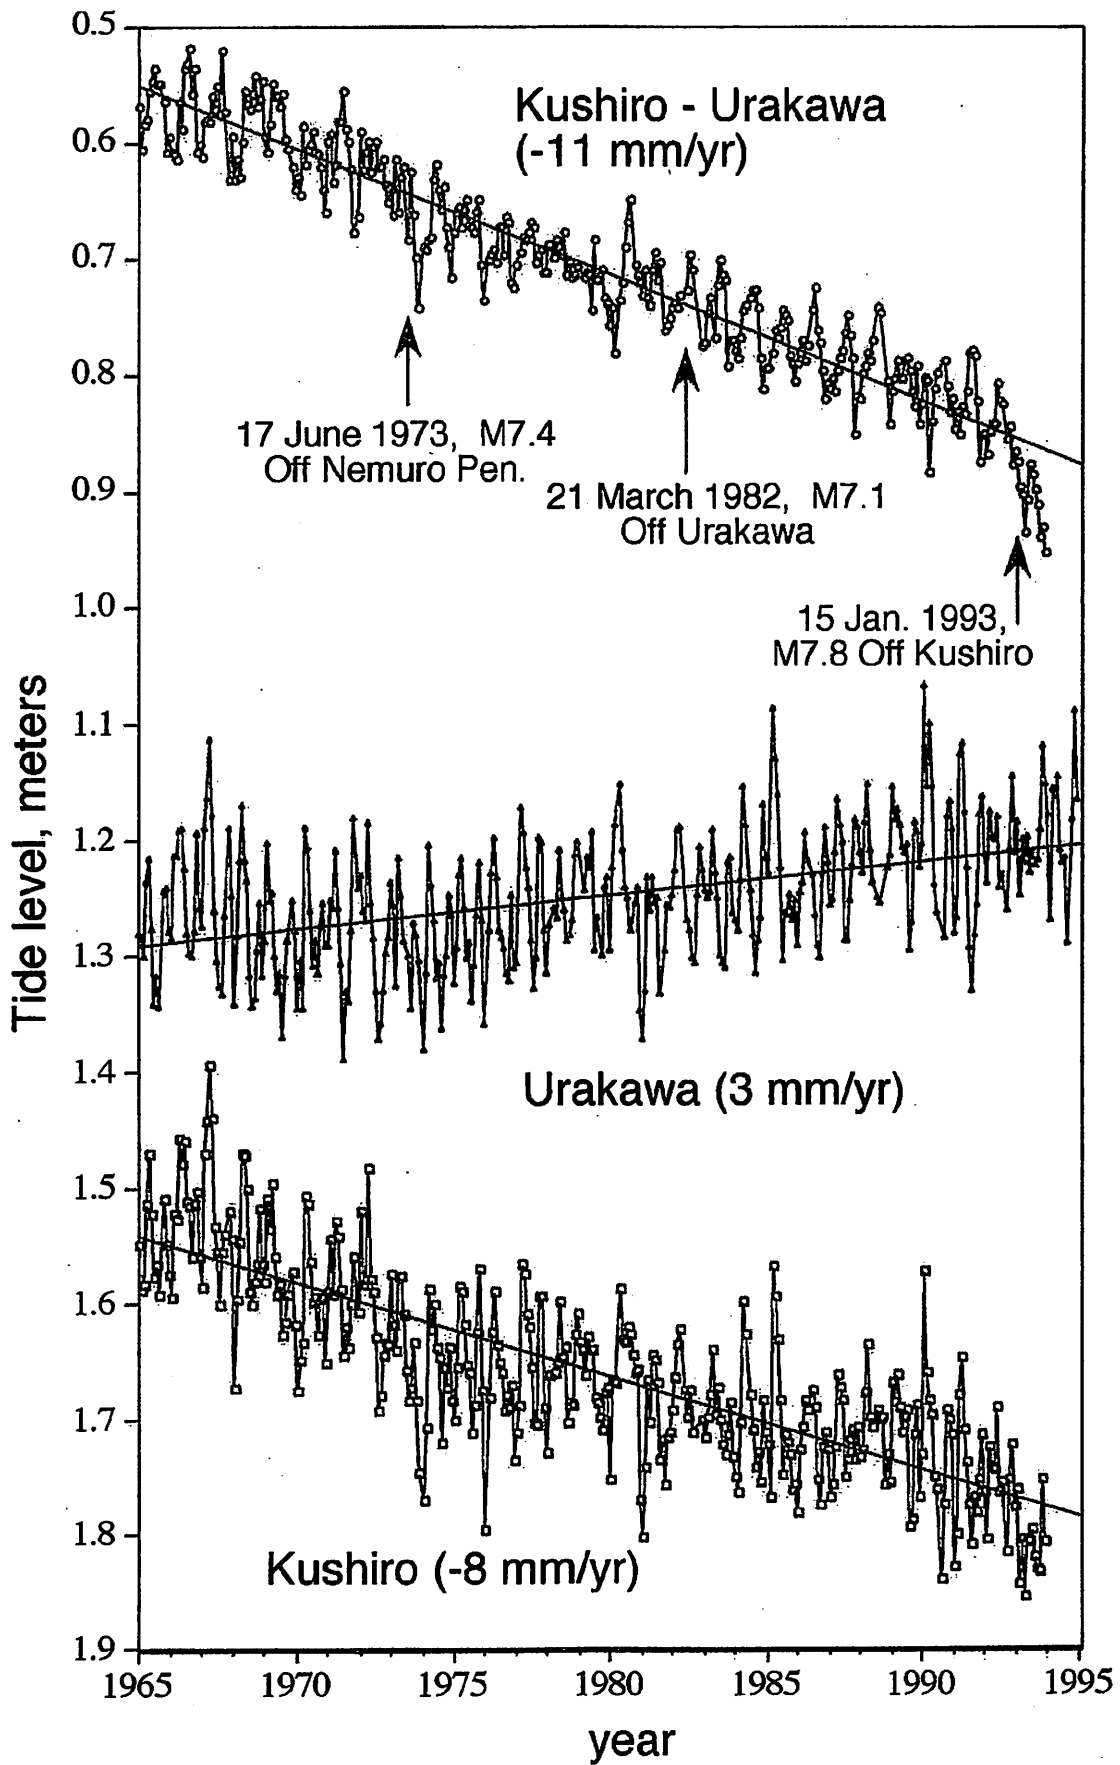 0.5
Kushiro - Urakawa
(-11 mm/yr)
0.6
0.7
0.8
17 June 1973, M7.4
Off Nemuro Pen.
0.9
21 March 1982, M7.1
Off Urakawa
1.0
15 Jan. 1993,
M7.8 Off Kushiro
Tide level, meters
1.1
1.2
1.3
1.4
Urakawa (3 mm/yr)
1.5
1.6
1.7
1.8
Kushiro (-8 mm/yr)
1.9
1965 1970 1975 1980 1985 1990 1995
year